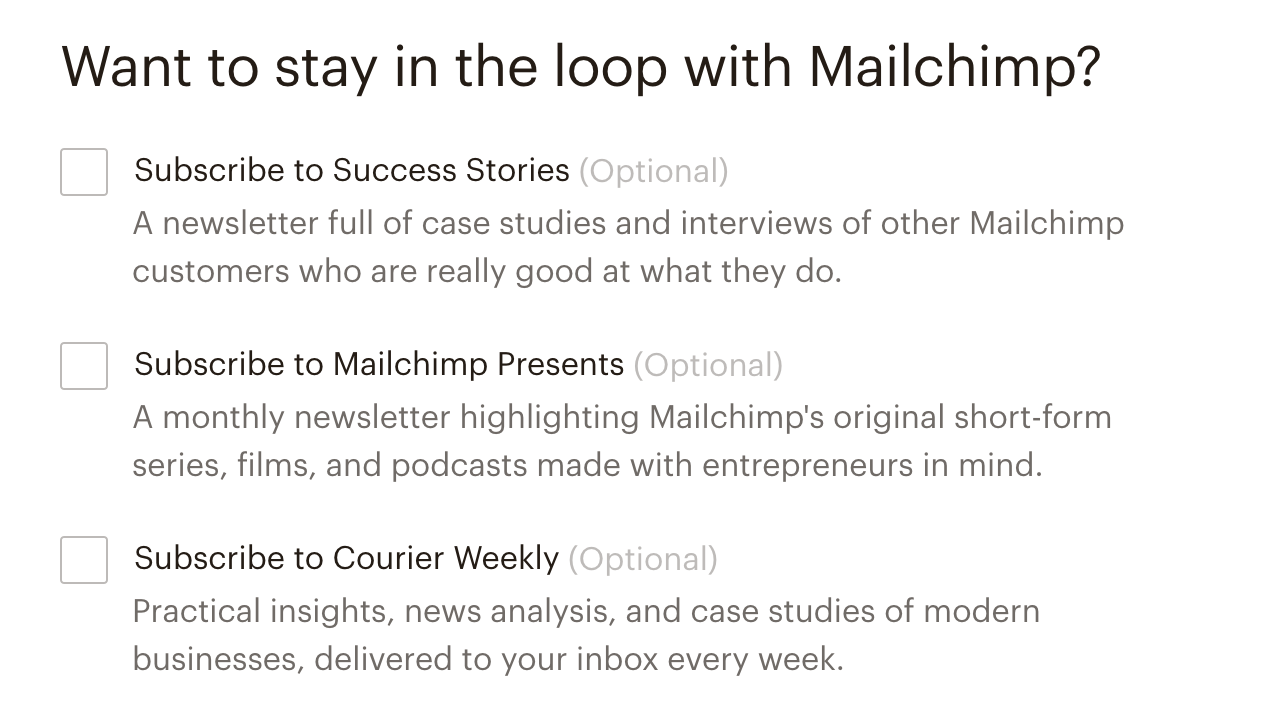 Want to stay in the loop with Mailchimp?
Subscribe to Success Stories (Optional)
A newsletter full of case studies and interviews of other Mailchimp
customers who are really good at what they do.
Subscribe to Mailchimp Presents (Optional)
A monthly newsletter highlighting Mailchimp's original short-form
series, films, and podcasts made with entrepreneurs in mind.
Subscribe to Courier Weekly (Optional)
Practical insights, news analysis, and case studies of modern
businesses, delivered to your inbox every week.